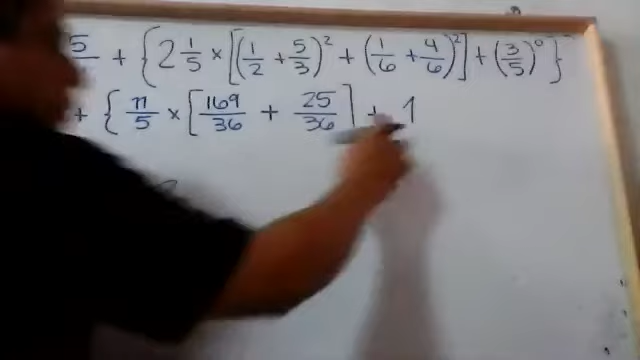 5 + { 2 1/5 × [ (1/2 + 5/3)² + (1/6 + 4/6)² ] + (3/5)⁰ }
+ { 11/5 × [ 169/36 + 25/36 ] + 1